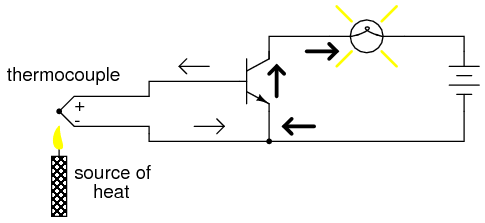 thermocouple
+
-
source of
heat